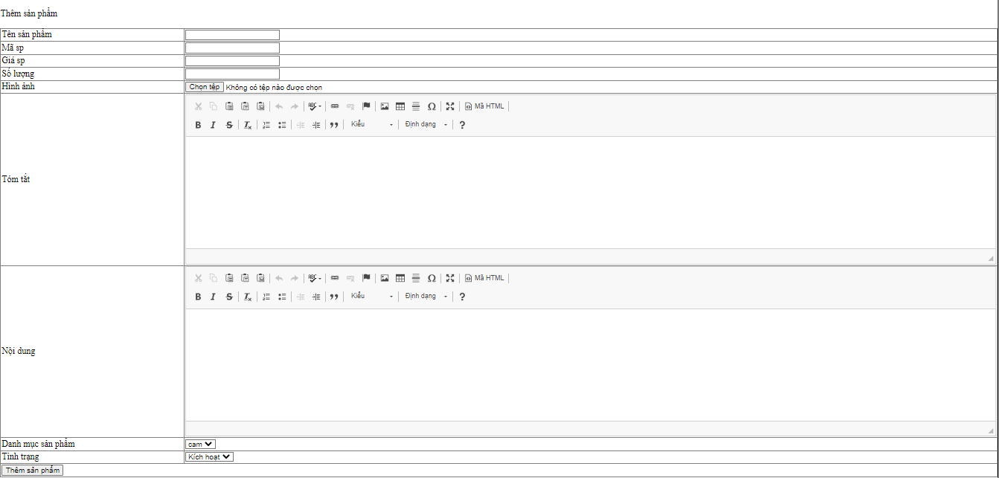 Thêm sản phẩm
Tên sản phẩm
Mã sp
Giá sp
Số lượng
Hình ảnh Chọn tệp Không có tệp nào được chọn
Mã HTML
B I S Kiểu Định dạng ?
Tóm tắt
Mã HTML
B I S Kiểu Định dạng ?
Nội dung
Danh mục sản phẩm cam
Tình trạng Kích hoạt
Thêm sản phẩm